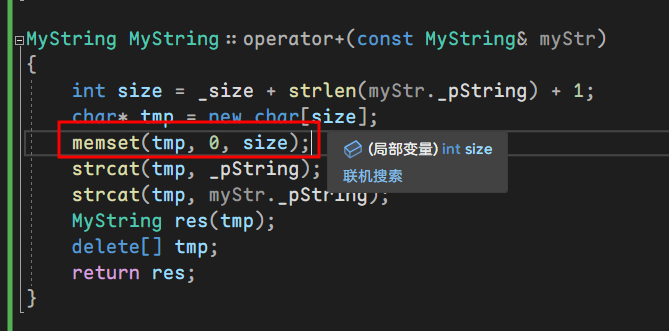 MyString MyString::operator+(const MyString& myStr)
{
int size = _size + strlen(myStr._pString) + 1;
char* tmp = new char[size];
memset(tmp, 0, size);
(局部变量) int size
strcat(tmp, _pString);
联机搜索
strcat(tmp, myStr._pString);
MyString res(tmp);
delete[] tmp;
return res;
}